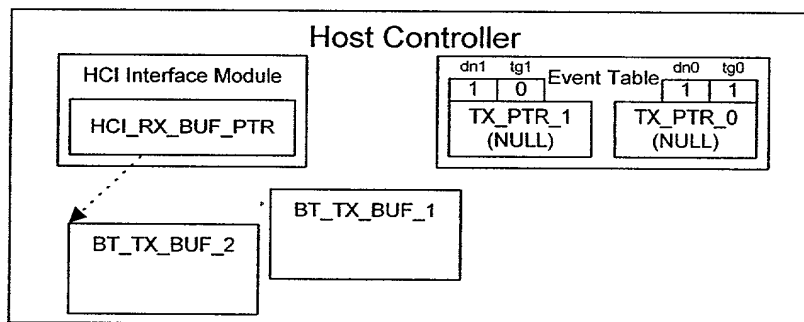 Host Controller
HCI Interface Module
HCI_RX_BUF_PTR
dn1 tg1 Event Table dn0 tg0
1 0 1 1
TX_PTR_1 TX_PTR_0
(NULL) (NULL)
BT_TX_BUF_1
BT_TX_BUF_2